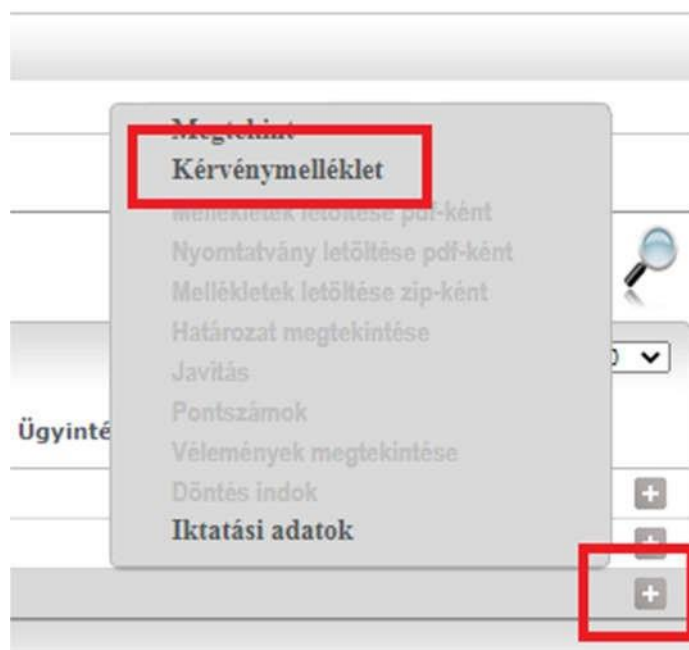 Megtekint
Kérvénymelléklet
Mellékletek letöltése pdf-ként
Nyomtatvány letöltése pdf-ként
Mellékletek letöltése zip-ként
Határozat megtekintése
Javítás
Pontszámok
Ügyinté
Vélemények megtekintése
Döntés indok
Iktatási adatok